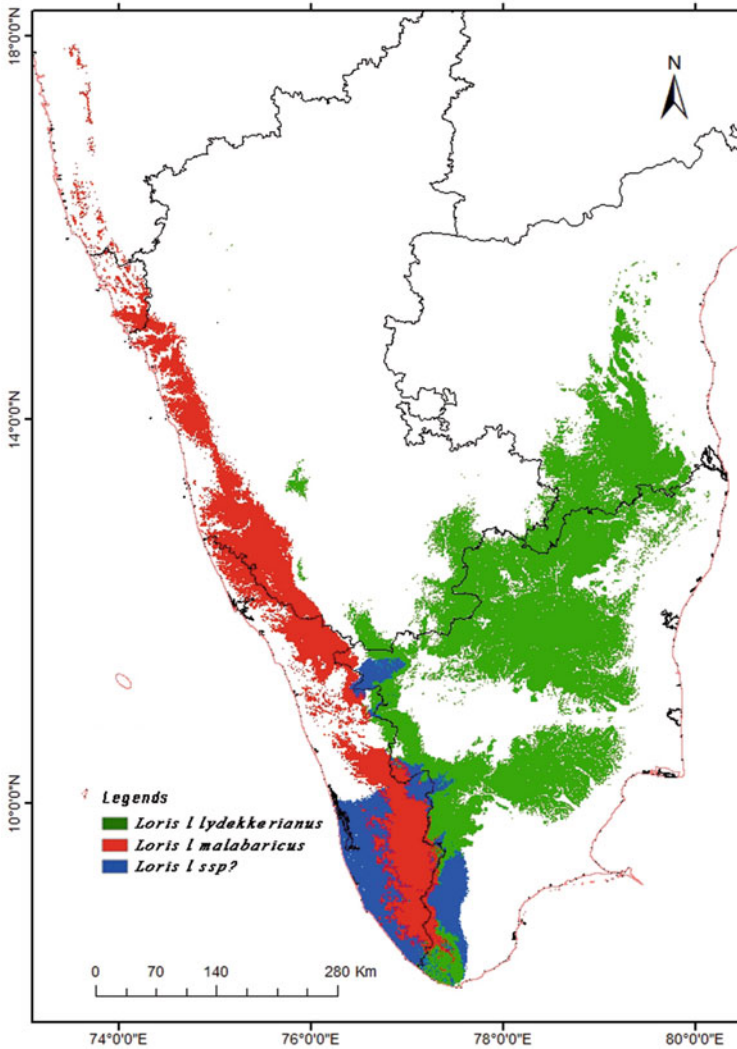 18°0'0"N
N
14°0'0"N
10°0'0"N
Legends
Loris l lydekkerianus
Loris l malabaricus
Loris l ssp?
0 70 140 280 Km
74°0'0"E 76°0'0"E 78°0'0"E 80°0'0"E